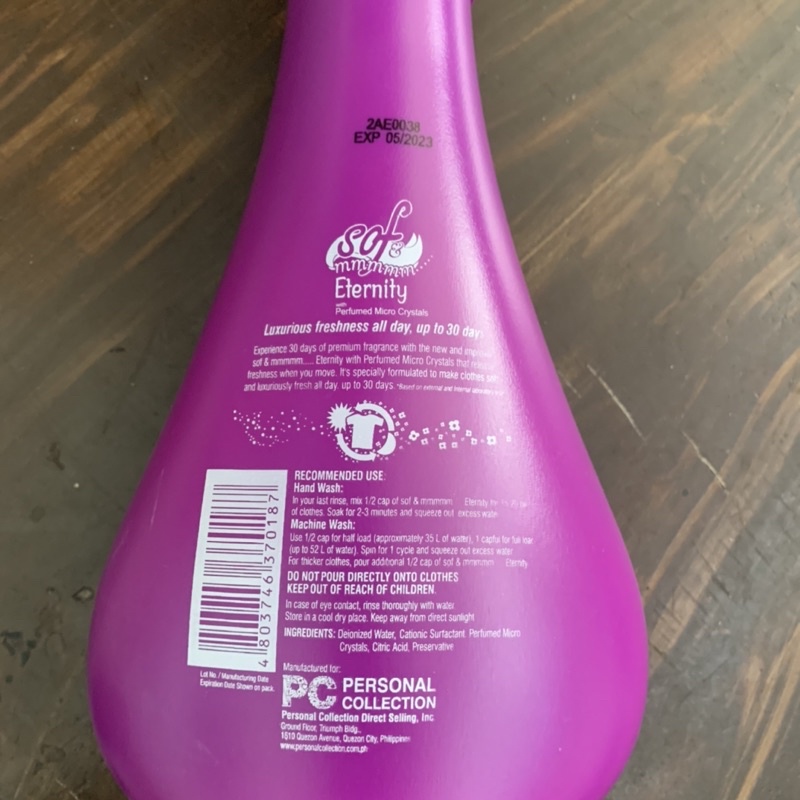 2AE0038
EXP 05/2023
sof &
mmmmm...
Eternity
with
Perfumed Micro Crystals
Luxurious freshness all day, up to 30 days
Experience 30 days of premium fragrance with the new and
sof & mmmmm..... Eternity with Perfumed Micro Crystals that
freshness when you move. It's specially formulated to make clothes
and luxuriously fresh all day, up to 30 days. *Based on external and internal
RECOMMENDED USE:
Hand Wash:
In your last rinse, mix 1/2 cap of sof & mmmmm Eternity for
of clothes. Soak for 2-3 minutes and squeeze out excess water
Machine Wash:
Use 1/2 cap for half load (approximately 35 L of water), 1 capful for full load
(up to 52 L of water). Spin for 1 cycle and squeeze out excess water
For thicker clothes, pour additional 1/2 cap of sof & mmmmm Eternity
DO NOT POUR DIRECTLY ONTO CLOTHES
KEEP OUT OF REACH OF CHILDREN.
In case of eye contact, rinse thoroughly with water
Store in a cool dry place. Keep away from direct sunlight
INGREDIENTS: Deionized Water, Cationic Surfactant, Perfumed Micro
Crystals, Citric Acid, Preservative
4 803746 370187
Lot No. / Manufacturing Date
Expiration Date Shown on pack.
Manufactured for:
PC PERSONAL
COLLECTION
Personal Collection Direct Selling, Inc.
Ground Floor, Triumph Bldg.,
1610 Quezon Avenue, Quezon City, Philippines
www.personalcollection.com.ph